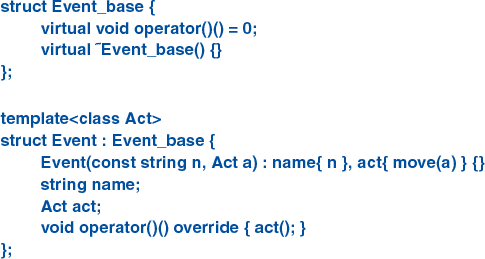 struct Event_base {
virtual void operator()() = 0;
virtual ~Event_base() {}
};
template<class Act>
struct Event : Event_base {
Event(const string n, Act a) : name{ n }, act{ move(a) } {}
string name;
Act act;
void operator()() override { act(); }
};